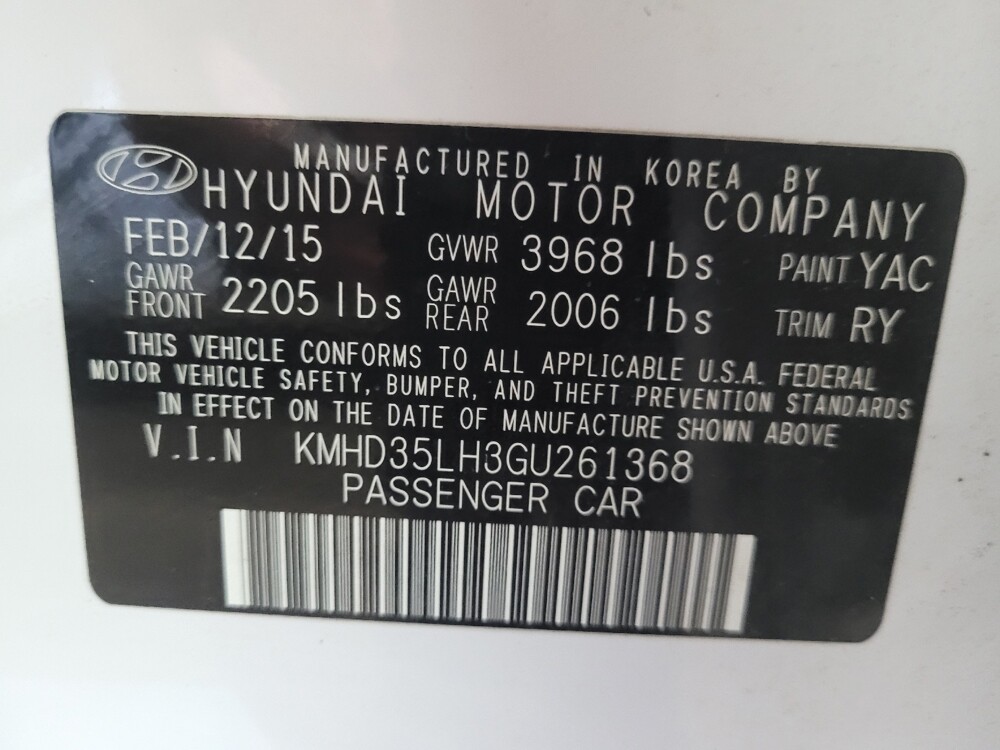 MANUFACTURED IN KOREA BY
HYUNDAI MOTOR COMPANY
FEB/12/15 GVWR 3968 lbs PAINT YAC
GAWR FRONT 2205 lbs GAWR REAR 2006 lbs TRIM RY
THIS VEHICLE CONFORMS TO ALL APPLICABLE U.S.A. FEDERAL
MOTOR VEHICLE SAFETY, BUMPER, AND THEFT PREVENTION STANDARDS
IN EFFECT ON THE DATE OF MANUFACTURE SHOWN ABOVE
V.I.N KMHD35LH3GU261368
PASSENGER CAR